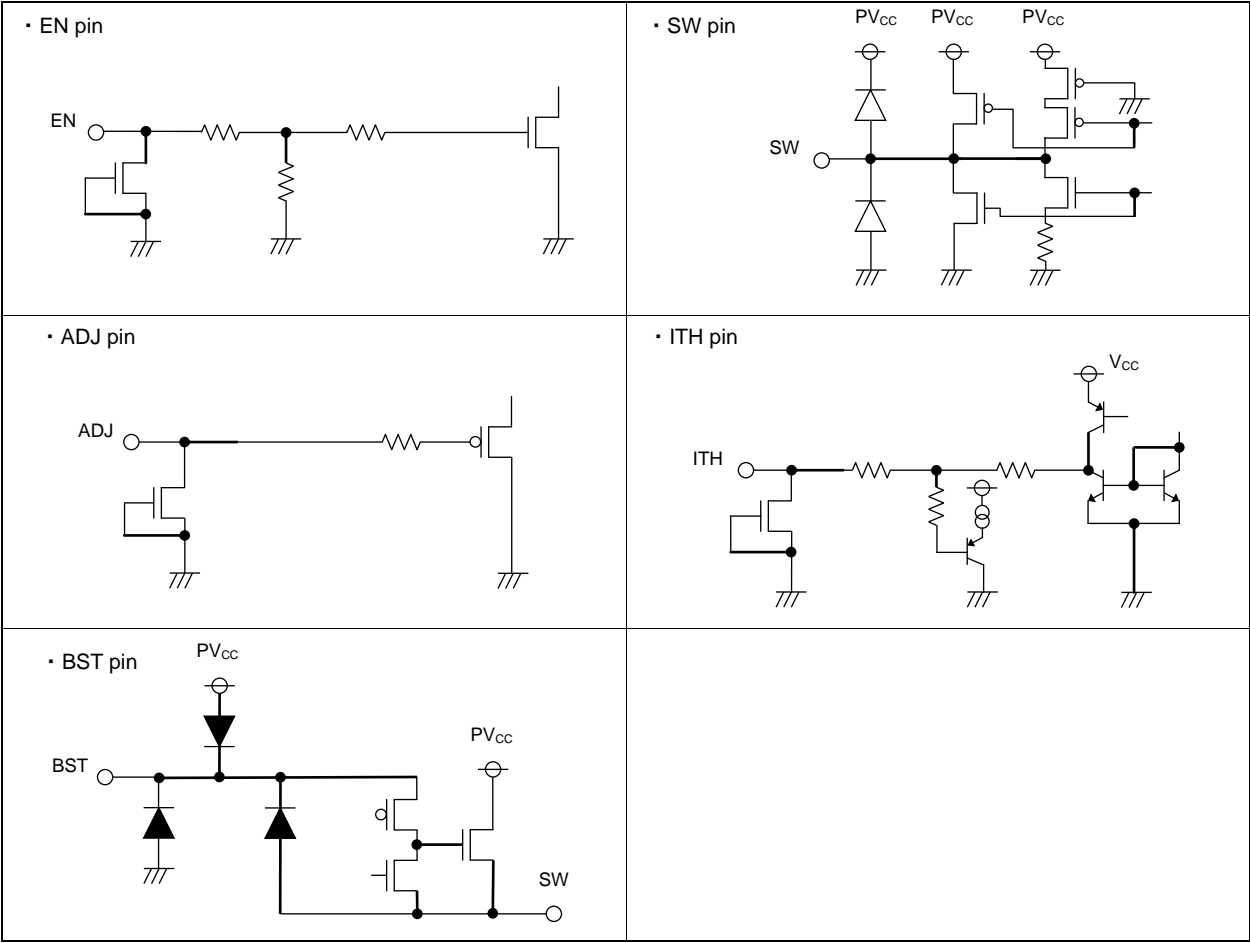 ・EN pin
EN
・SW pin
PVCC PVCC PVCC
SW
・ADJ pin
ADJ
・ITH pin
VCC
ITH
・BST pin
PVCC
PVCC
BST
SW